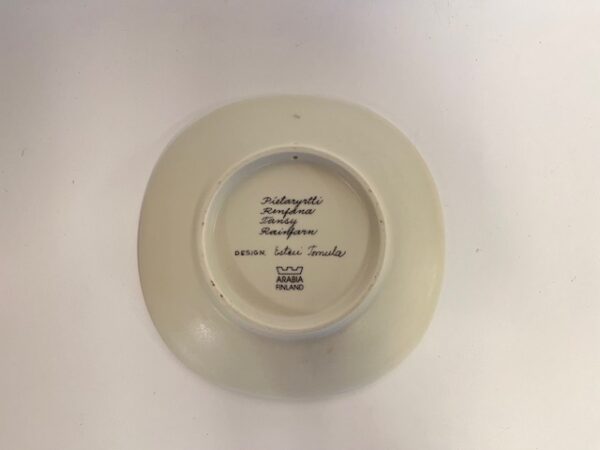 Pietaryrtti
Renfana
Tansy
Rainfarn
DESIGN. Esteri Tomula
ARABIA
FINLAND